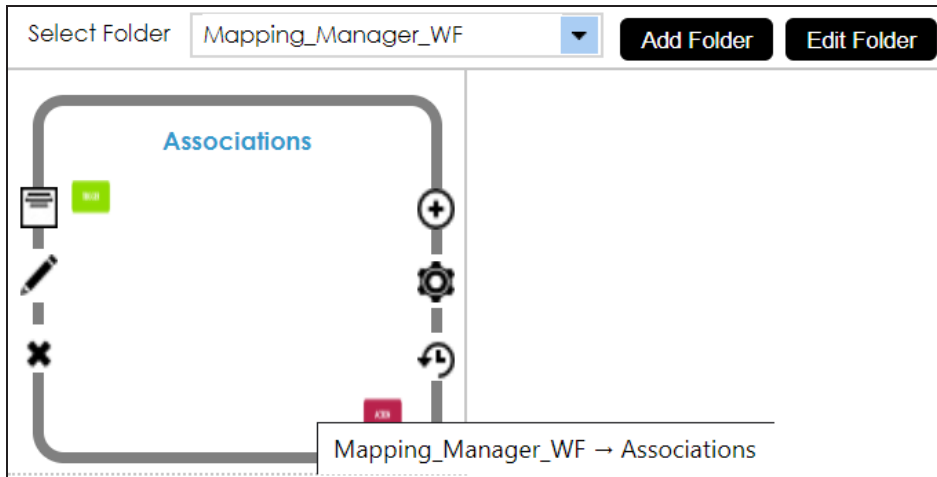 Select Folder Mapping_Manager_WF Add Folder Edit Folder
Associations
Mapping_Manager_WF → Associations